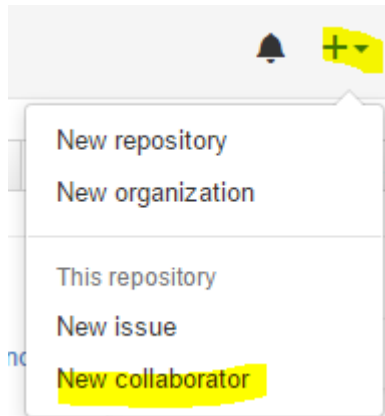 New repository
New organization
This repository
New issue
New collaborator